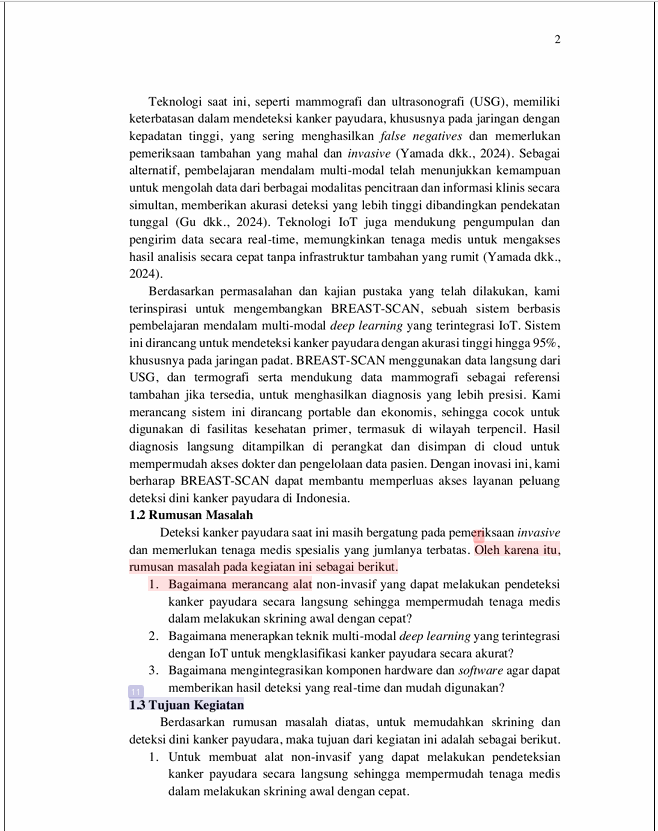 2
Teknologi saat ini, seperti mammografi dan ultrasonografi (USG), memiliki
keterbatasan dalam mendeteksi kanker payudara, khususnya pada jaringan dengan
kepadatan tinggi, yang sering menghasilkan false negatives dan memerlukan
pemeriksaan tambahan yang mahal dan invasive (Yamada dkk., 2024). Sebagai
alternatif, pembelajaran mendalam multi-modal telah menunjukkan kemampuan
untuk mengolah data dari berbagai modalitas pencitraan dan informasi klinis secara
simultan, memberikan akurasi deteksi yang lebih tinggi dibandingkan pendekatan
tunggal (Gu dkk., 2024). Teknologi IoT juga mendukung pengumpulan dan
pengirim data secara real-time, memungkinkan tenaga medis untuk mengakses
hasil analisis secara cepat tanpa infrastruktur tambahan yang rumit (Yamada dkk.,
2024).
Berdasarkan permasalahan dan kajian pustaka yang telah dilakukan, kami
terinspirasi untuk mengembangkan BREAST-SCAN, sebuah sistem berbasis
pembelajaran mendalam multi-modal deep learning yang terintegrasi IoT. Sistem
ini dirancang untuk mendeteksi kanker payudara dengan akurasi tinggi hingga 95%,
khususnya pada jaringan padat. BREAST-SCAN menggunakan data langsung dari
USG, dan termografi serta mendukung data mammografi sebagai referensi
tambahan jika tersedia, untuk menghasilkan diagnosis yang lebih presisi. Kami
merancang sistem ini dirancang portable dan ekonomis, sehingga cocok untuk
digunakan di fasilitas kesehatan primer, termasuk di wilayah terpencil. Hasil
diagnosis langsung ditampilkan di perangkat dan disimpan di cloud untuk
mempermudah akses dokter dan pengelolaan data pasien. Dengan inovasi ini, kami
berharap BREAST-SCAN dapat membantu memperluas akses layanan peluang
deteksi dini kanker payudara di Indonesia.
1.2 Rumusan Masalah
Deteksi kanker payudara saat ini masih bergatung pada pemeriksaan invasive
dan memerlukan tenaga medis spesialis yang jumlahnya terbatas. Oleh karena itu,
rumusan masalah pada kegiatan ini sebagai berikut.
1. Bagaimana merancang alat non-invasif yang dapat melakukan pendeteksi
kanker payudara secara langsung sehingga mempermudah tenaga medis
dalam melakukan skrining awal dengan cepat?
2. Bagaimana menerapkan teknik multi-modal deep learning yang terintegrasi
dengan IoT untuk mengklasifikasi kanker payudara secara akurat?
3. Bagaimana mengintegrasikan komponen hardware dan software agar dapat
memberikan hasil deteksi yang real-time dan mudah digunakan?
11
1.3 Tujuan Kegiatan
Berdasarkan rumusan masalah diatas, untuk memudahkan skrining dan
deteksi dini kanker payudara, maka tujuan dari kegiatan ini adalah sebagai berikut.
1. Untuk membuat alat non-invasif yang dapat melakukan pendeteksian
kanker payudara secara langsung sehingga mempermudah tenaga medis
dalam melakukan skrining awal dengan cepat.